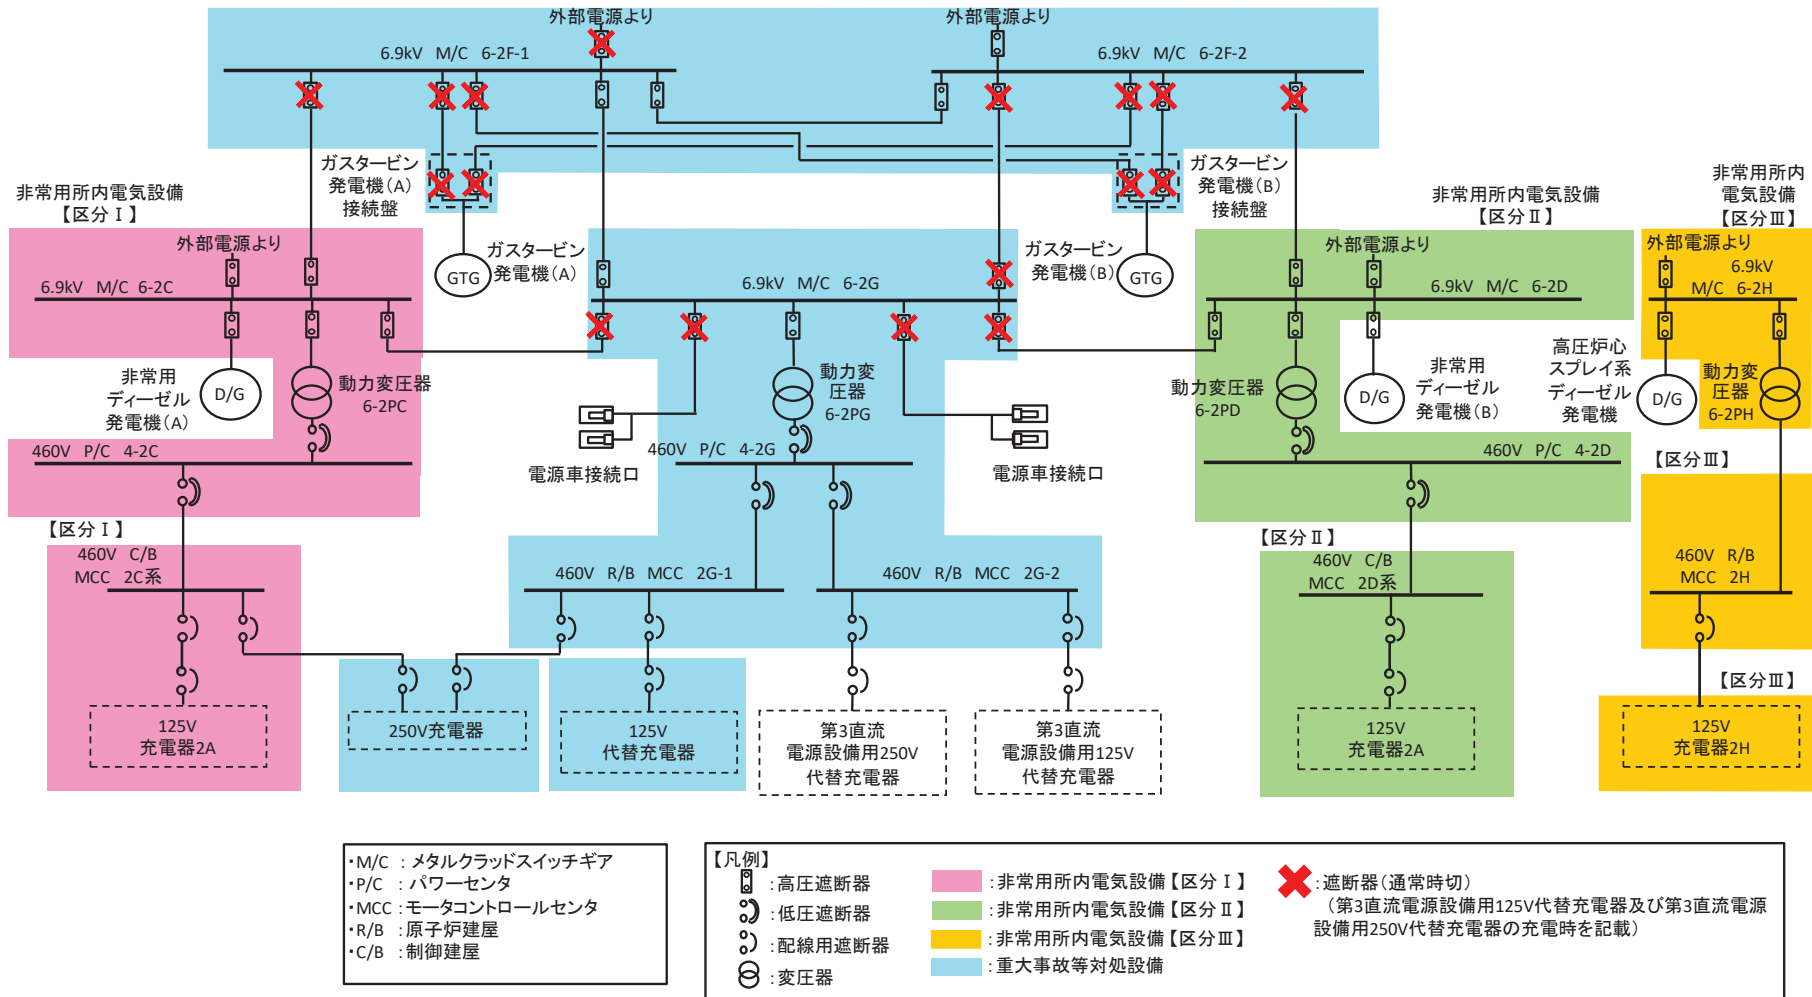 外部電源より
外部電源より
6.9kV M/C 6-2F-1
6.9kV M/C 6-2F-2
ガスタービン
発電機(A)
接続盤
ガスタービン
発電機(B)
接続盤
非常用所内電気設備
【区分Ⅰ】
非常用所内電気設備
【区分Ⅱ】
非常用所内
電気設備
【区分Ⅲ】
外部電源より
ガスタービン
発電機(A)
GTG
ガスタービン
発電機(B)
GTG
外部電源より
外部電源より
6.9kV M/C 6-2C
6.9kV M/C 6-2G
6.9kV M/C 6-2D
6.9kV
M/C 6-2H
非常用
ディーゼル
発電機(A)
D/G
動力変圧器
6-2PC
動力変
圧器
6-2PG
動力変圧器
6-2PD
D/G
非常用
ディーゼル
発電機(B)
高圧炉心
スプレイ系
ディーゼル
発電機
D/G
動力変
圧器
6-2PH
電源車接続口
電源車接続口
460V P/C 4-2C
460V P/C 4-2G
460V P/C 4-2D
【区分Ⅰ】
【区分Ⅱ】
【区分Ⅲ】
460V C/B
MCC 2C系
460V R/B MCC 2G-1
460V R/B MCC 2G-2
460V C/B
MCC 2D系
460V R/B
MCC 2H
【区分Ⅲ】
125V
充電器2A
250V充電器
125V
代替充電器
第3直流
電源設備用250V
代替充電器
第3直流
電源設備用125V
代替充電器
125V
充電器2A
125V
充電器2H
・M/C : メタルクラッドスイッチギア
・P/C : パワーセンタ
・MCC : モータコントロールセンタ
・R/B : 原子炉建屋
・C/B : 制御建屋
【凡例】
:高圧遮断器
:低圧遮断器
:配線用遮断器
:変圧器
:非常用所内電気設備【区分Ⅰ】
:非常用所内電気設備【区分Ⅱ】
:非常用所内電気設備【区分Ⅲ】
:重大事故等対処設備
:遮断器(通常時切)
(第3直流電源設備用125V代替充電器及び第3直流電源
設備用250V代替充電器の充電時を記載)